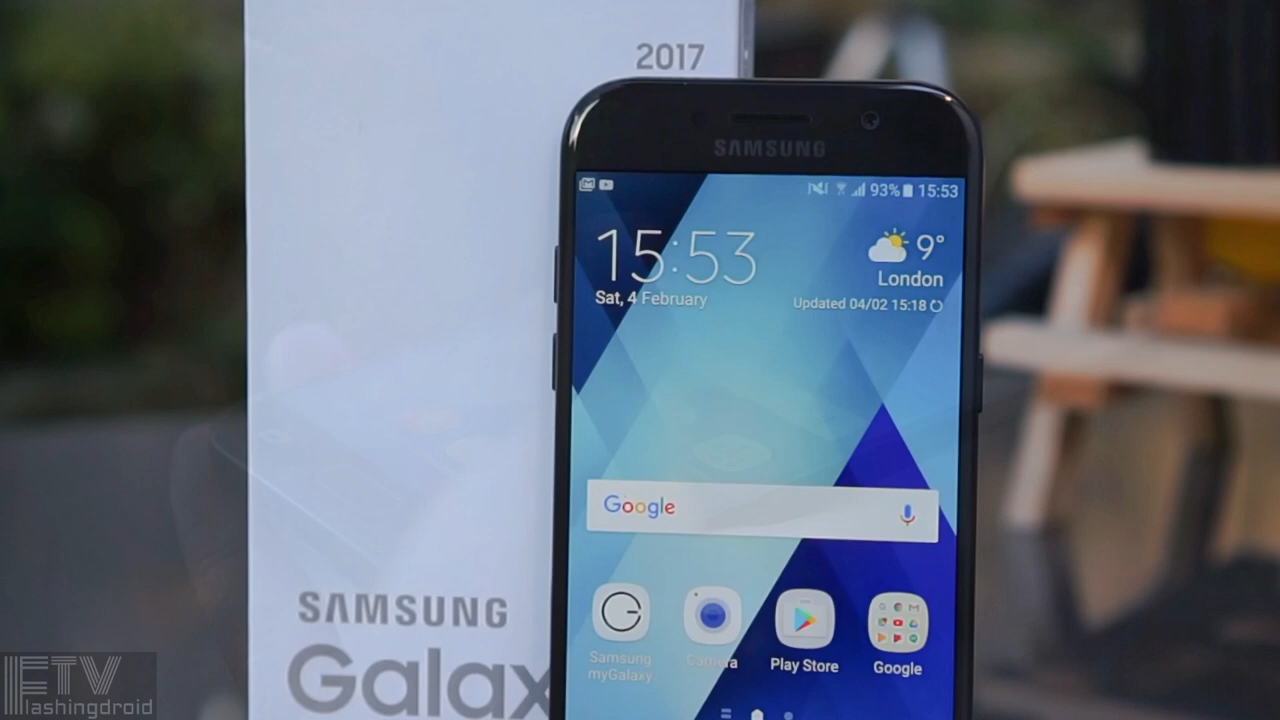 2017
SAMSUNG
93% 15:53
15:53
Sat, 4 February
9°
London
Updated 04/02 15:18
Google
Samsung
myGalaxy
Camera
Play Store
Google
SAMSUNG
Galax
ETV
lashingdroid